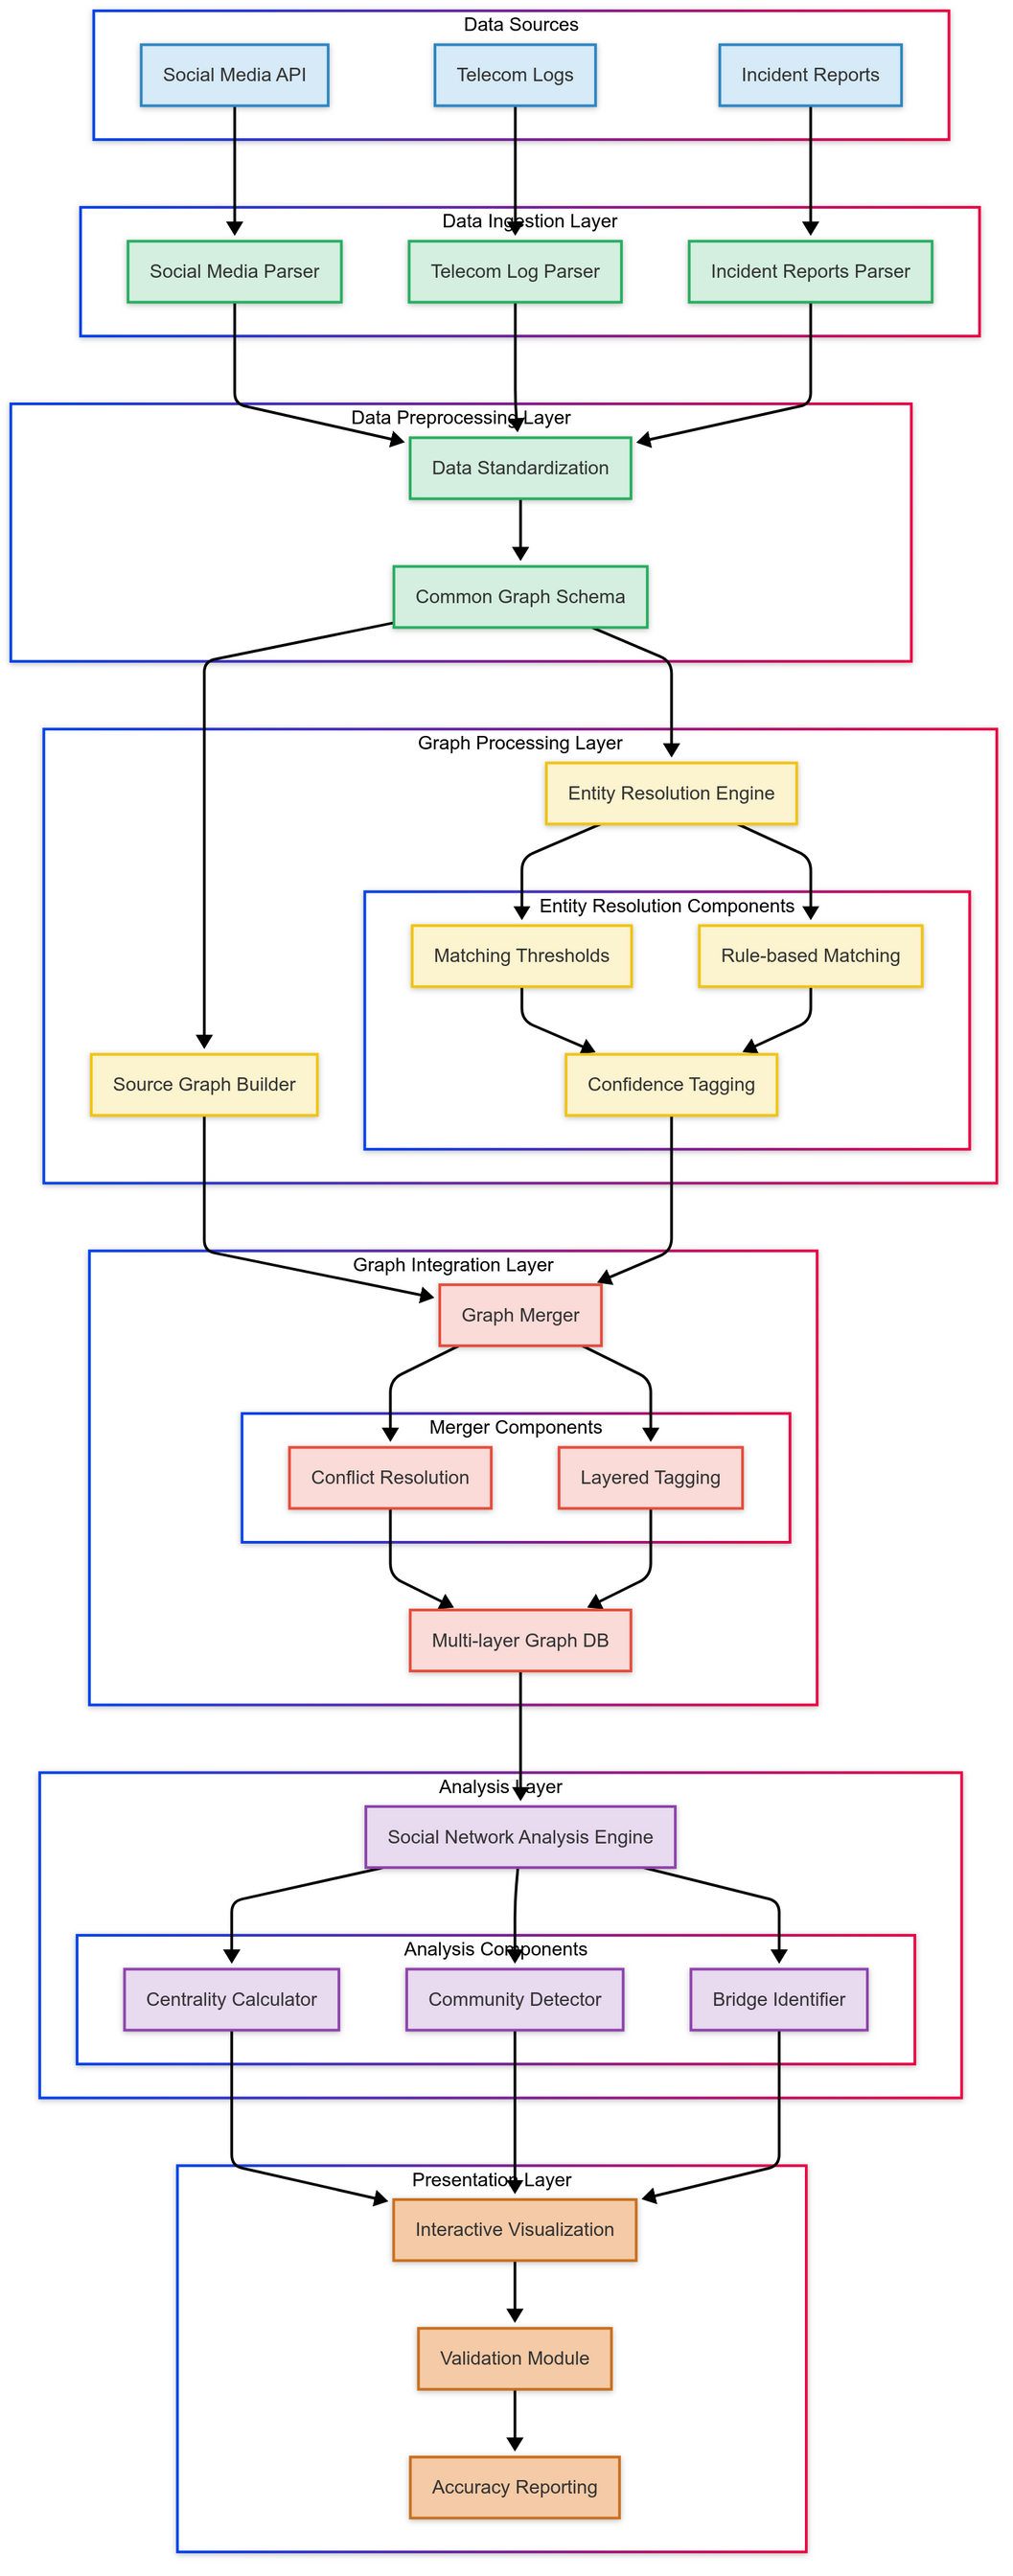 Data Sources
Social Media API
Telecom Logs
Incident Reports
Data Ingestion Layer
Social Media Parser
Telecom Log Parser
Incident Reports Parser
Data Preprocessing Layer
Data Standardization
Common Graph Schema
Graph Processing Layer
Entity Resolution Engine
Entity Resolution Components
Matching Thresholds
Rule-based Matching
Source Graph Builder
Confidence Tagging
Graph Integration Layer
Graph Merger
Merger Components
Conflict Resolution
Layered Tagging
Multi-layer Graph DB
Analysis Layer
Social Network Analysis Engine
Analysis Components
Centrality Calculator
Community Detector
Bridge Identifier
Presentation Layer
Interactive Visualization
Validation Module
Accuracy Reporting